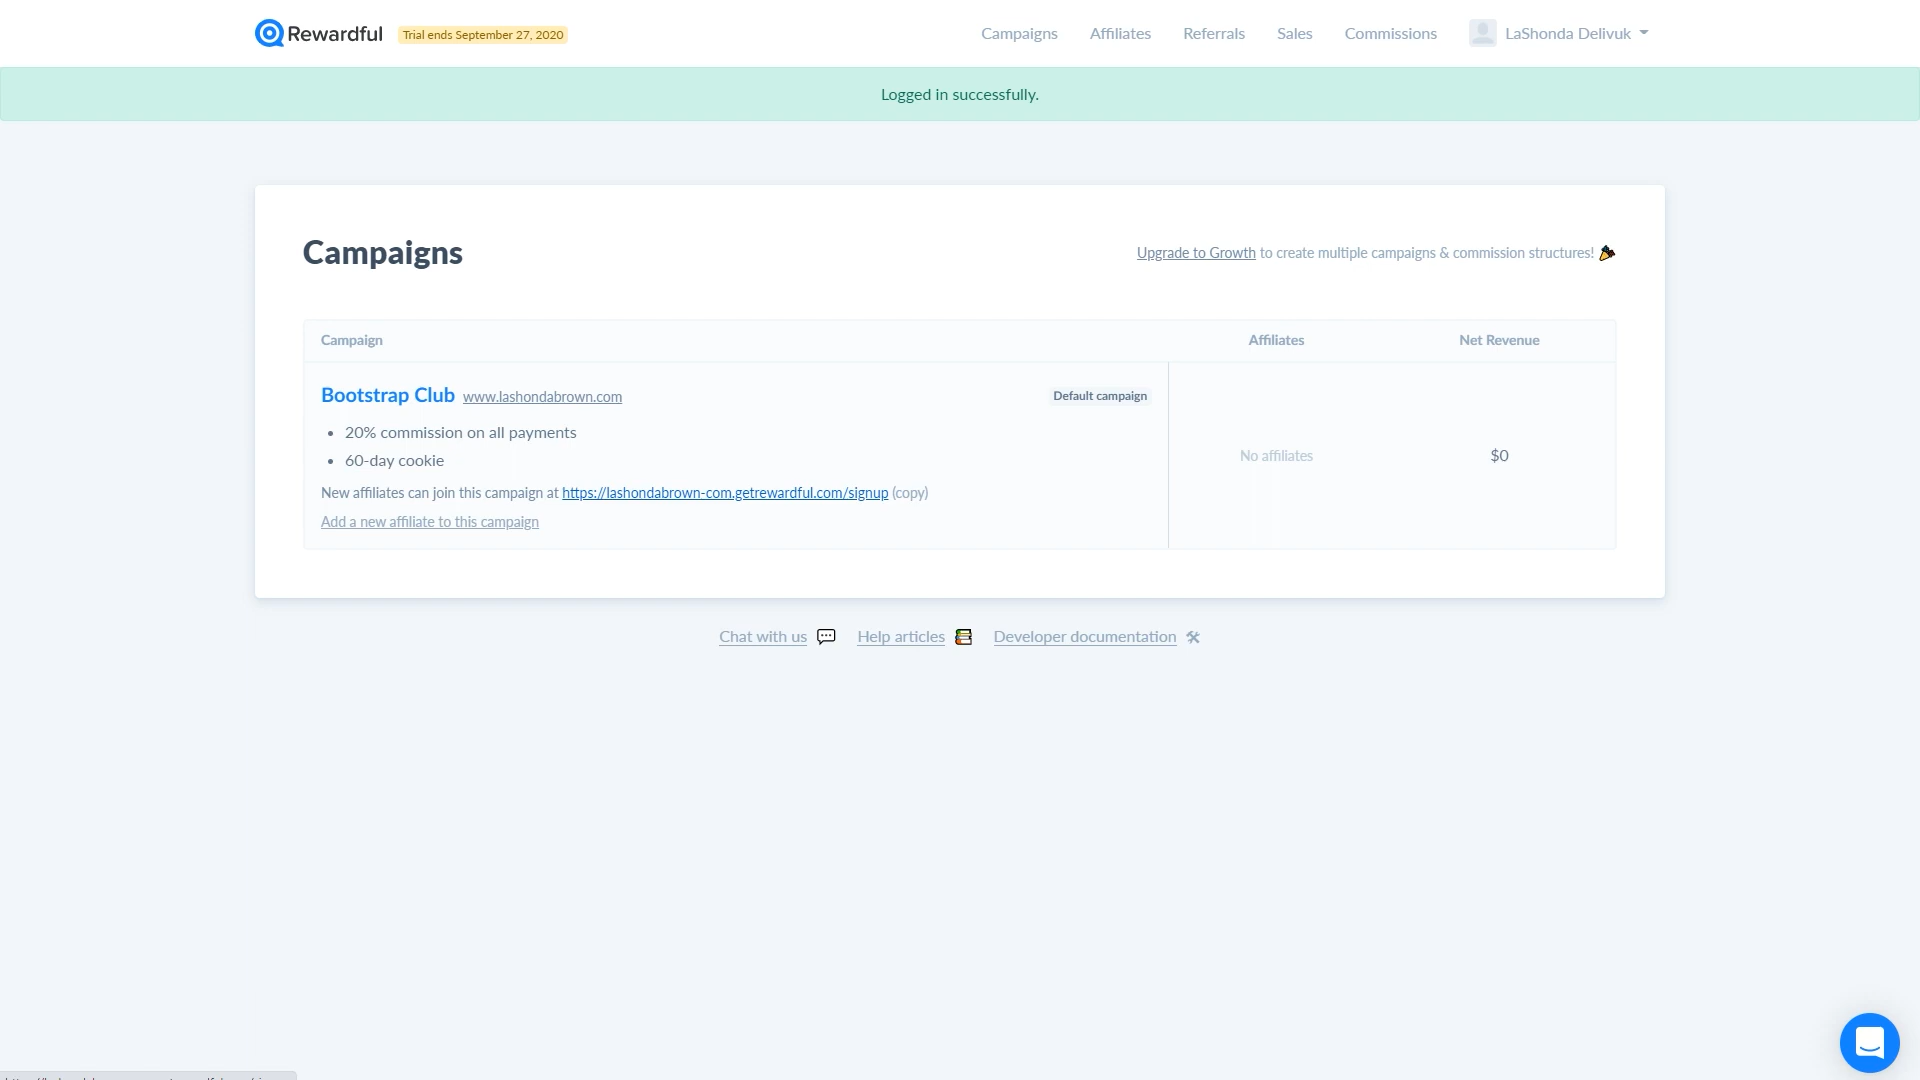 Rewardful
Trial ends September 27, 2020
Campaigns
Affiliates
Referrals
Sales
Commissions
LaShonda Delivuk
Logged in successfully.
Campaigns
Upgrade to Growth to create multiple campaigns & commission structures!
Campaign
Affiliates
Net Revenue
Bootstrap Club www.lashondabrown.com
Default campaign
• 20% commission on all payments
• 60-day cookie
No affiliates
$0
New affiliates can join this campaign at https://lashondabrown-com.getrewardful.com/signup (copy)
Add a new affiliate to this campaign
Chat with us
Help articles
Developer documentation